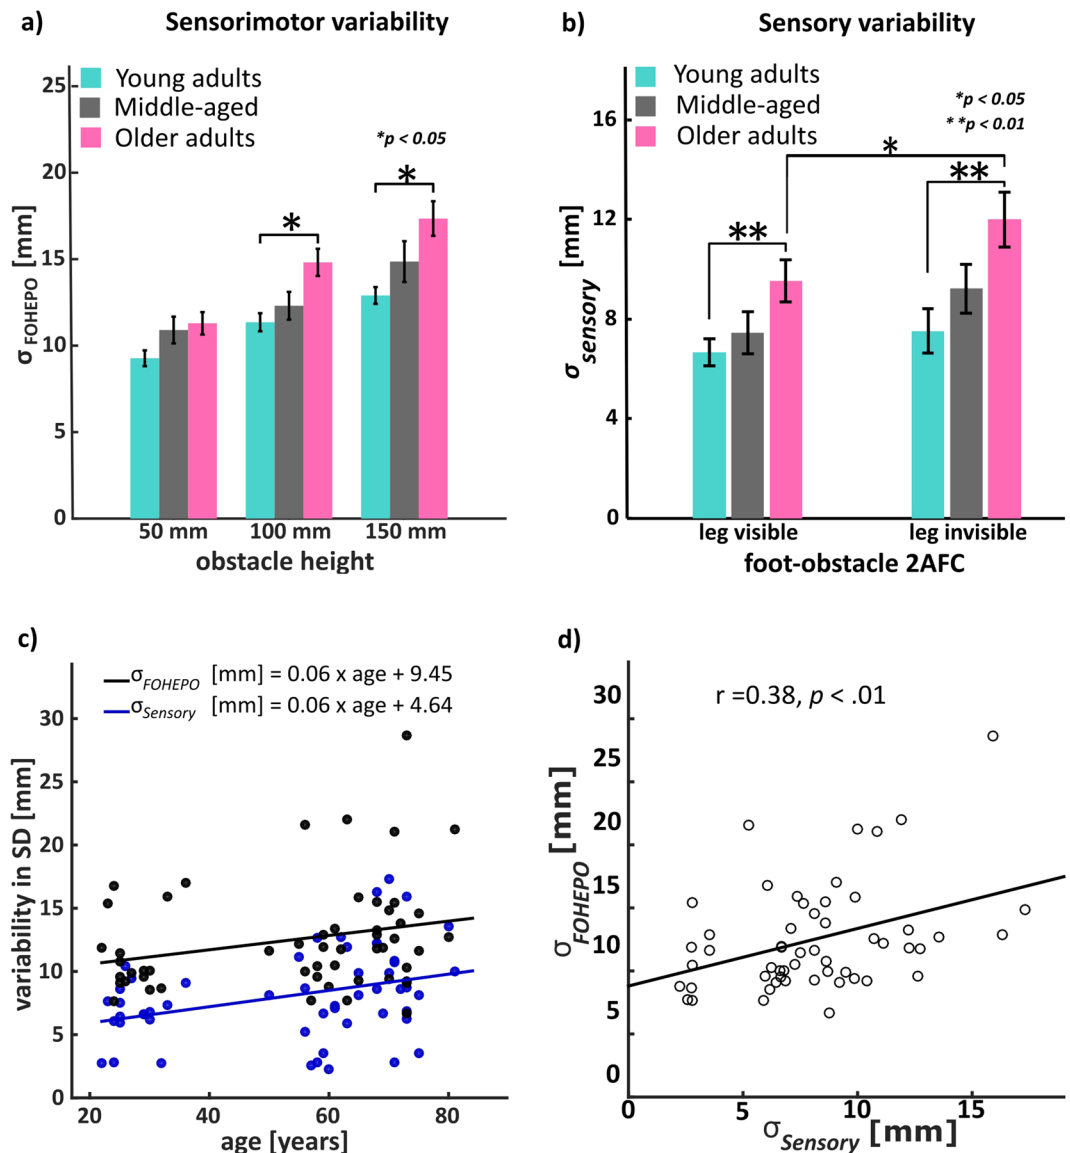 a)
Sensorimotor variability
Young adults
Middle-aged
Older adults
*p < 0.05
*
*
σFOHEPO [mm]
25
20
15
10
5
0
50 mm
100 mm
150 mm
obstacle height
b)
Sensory variability
Young adults
Middle-aged
Older adults
*p < 0.05
**p < 0.01
*
**
**
σsensory [mm]
16
12
8
4
0
leg visible
leg invisible
foot-obstacle 2AFC
c)
σFOHEPO [mm] = 0.06 x age + 9.45
σSensory [mm] = 0.06 x age + 4.64
variability in SD [mm]
30
25
20
15
10
5
0
20
40
60
80
age [years]
d)
r =0.38, p < .01
σFOHEPO [mm]
30
25
20
15
10
5
0
0
5
10
15
σSensory [mm]